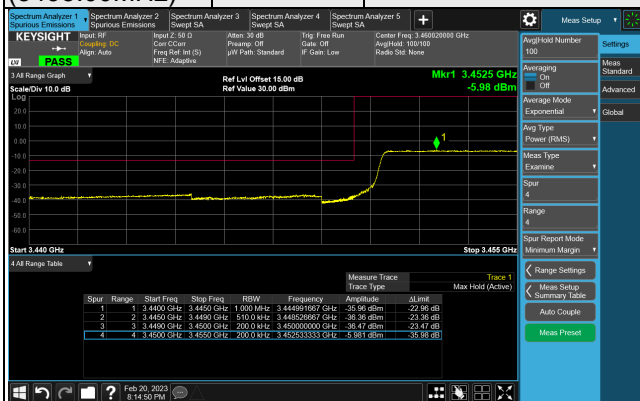 Spectrum Analyzer 1
Spurious Emissions
Spectrum Analyzer 2
Spurious Emissions
Spectrum Analyzer 3
Swept SA
Spectrum Analyzer 4
Swept SA
Spectrum Analyzer 5
Swept SA
+
Meas Setup
KEYSIGHT
Input: RF
Coupling: DC
Align: Auto
Input Z: 50 Ω
Corr CCorr
Freq Ref: Int (S)
NFE: Adaptive
Atten: 30 dB
Preamp: Off
µW Path: Standard
Trig: Free Run
Gate: Off
IF Gain: Low
Center Freq: 3.460020000 GHz
Avg|Hold: 100/100
Radio Std: None
LXI
PASS
3 All Range Graph
Scale/Div 10.0 dB
Ref Lvl Offset 15.00 dB
Ref Value 30.00 dBm
Mkr1 3.4525 GHz
-5.98 dBm
Log
20.0
10.0
0.00
-10.0
-20.0
-30.0
-40.0
-50.0
-60.0
1
Start 3.440 GHz
Stop 3.455 GHz
4 All Range Table
Measure Trace Trace 1
Trace Type Max Hold (Active)
Spur Range Start Freq Stop Freq RBW Frequency Amplitude ΔLimit
1 1 3.4400 GHz 3.4450 GHz 1.000 MHz 3.444991667 GHz -35.96 dBm -22.96 dB
2 2 3.4450 GHz 3.4490 GHz 510.0 kHz 3.448526667 GHz -36.36 dBm -23.36 dB
3 3 3.4490 GHz 3.4500 GHz 200.0 kHz 3.450000000 GHz -36.47 dBm -23.47 dB
4 4 3.4500 GHz 3.4550 GHz 200.0 kHz 3.452533333 GHz -5.981 dBm -35.98 dB
Avg|Hold Number
100
Averaging
On
Off
Average Mode
Exponential
Avg Type
Power (RMS)
Meas Type
Examine
Spur
4
Range
4
Spur Report Mode
Minimum Margin
Range Settings
Meas Setup
Summary Table
Auto Couple
Meas Preset
Settings
Meas
Standard
Advanced
Global
?
Feb 20, 2023
8:14:50 PM